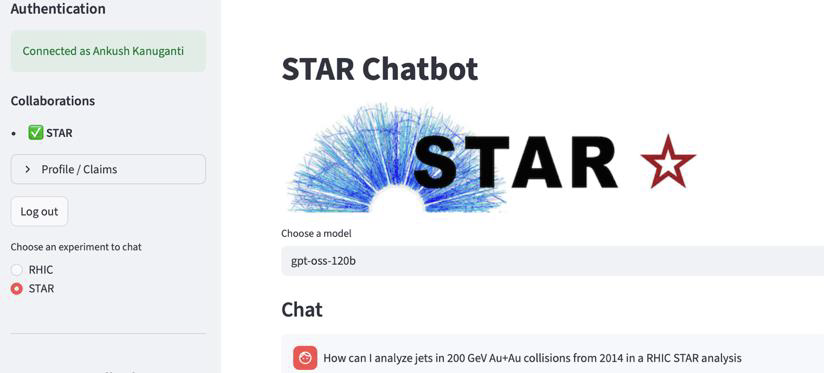 Authentication
Connected as Ankush Kanuganti
Collaborations
STAR
Profile / Claims
Log out
Choose an experiment to chat
RHIC
STAR
STAR Chatbot
STAR
Choose a model
gpt-oss-120b
Chat
How can I analyze jets in 200 GeV Au+Au collisions from 2014 in a RHIC STAR analysis